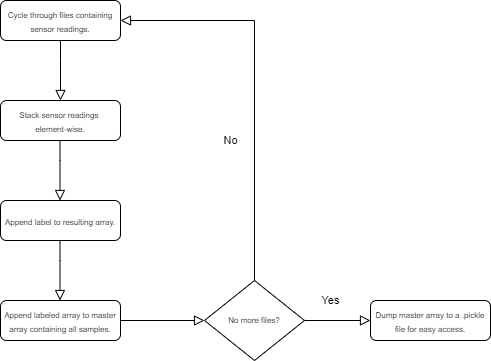 Cycle through files containing
sensor readings.
Stack sensor readings
element-wise.
Append label to resulting array.
Append labeled array to master
array containing all samples.
No more files?
No
Yes
Dump master array to a .pickle
file for easy access.